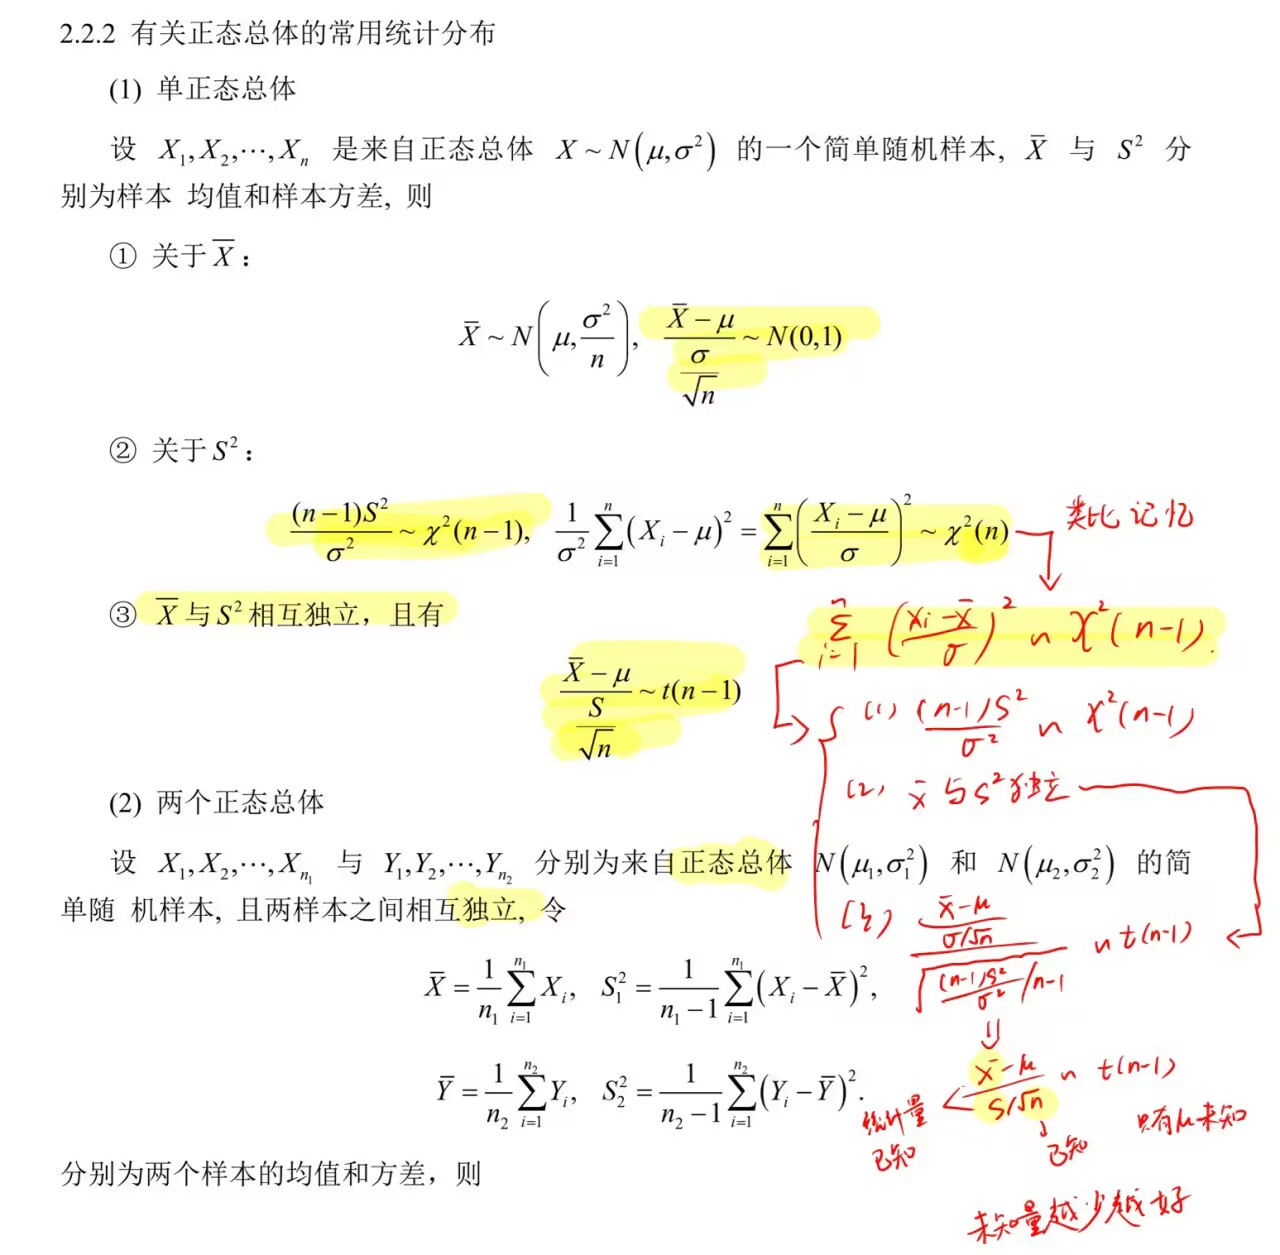 2.2.2 有关正态总体的常用统计分布
(1) 单正态总体
设 X₁,X₂,⋯,Xₙ 是来自正态总体 X ~ N(μ,σ²) 的一个简单随机样本, X̄ 与 S² 分
别为样本 均值和样本方差, 则
① 关于 X̄：
X̄ ~ N(μ, σ²/n), (X̄ − μ)/(σ/√n) ~ N(0,1)
② 关于 S²：
(n−1)S²/σ² ~ χ²(n−1), 1/σ² ∑ᵢ₌₁ⁿ (Xᵢ − μ)² = ∑ᵢ₌₁ⁿ ((Xᵢ − μ)/σ)² ~ χ²(n)
类比记忆
∑ᵢ₌₁ⁿ ((Xᵢ − X̄)/σ)² ~ χ²(n−1).
③ X̄ 与 S² 相互独立，且有
(X̄ − μ)/(S/√n) ~ t(n−1)
(1) (n−1)S²/σ² ~ χ²(n−1)
(2) X̄ 与 S² 独立
(3) ((X̄−μ)/(σ/√n)) / √((n−1)S²/σ² / n−1) ~ t(n−1)
⇓
(X̄−μ)/(S/√n) ~ t(n−1)
统计量
已知
已知
只有μ未知
未知量越少越好
(2) 两个正态总体
设 X₁,X₂,⋯,Xₙ₁ 与 Y₁,Y₂,⋯,Yₙ₂ 分别为来自正态总体 N(μ₁,σ₁²) 和 N(μ₂,σ₂²) 的简
单随 机样本, 且两样本之间相互独立, 令
X̄ = 1/n₁ ∑ᵢ₌₁ⁿ¹ Xᵢ, S₁² = 1/(n₁−1) ∑ᵢ₌₁ⁿ¹ (Xᵢ − X̄)²,
Ȳ = 1/n₂ ∑ᵢ₌₁ⁿ² Yᵢ, S₂² = 1/(n₂−1) ∑ᵢ₌₁ⁿ² (Yᵢ − Ȳ)².
分别为两个样本的均值和方差，则